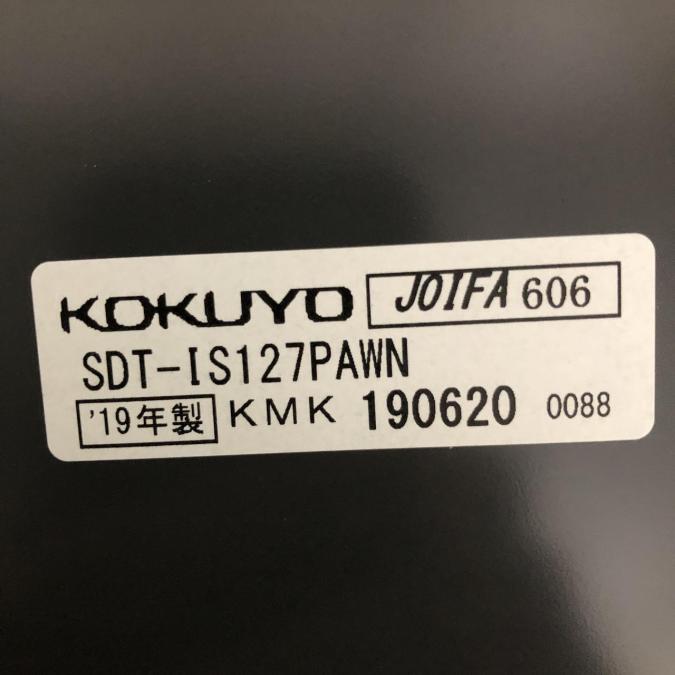 KOKUYO JOIFA 606
SDT-IS127PAWN
'19年製 KMK 190620 0088